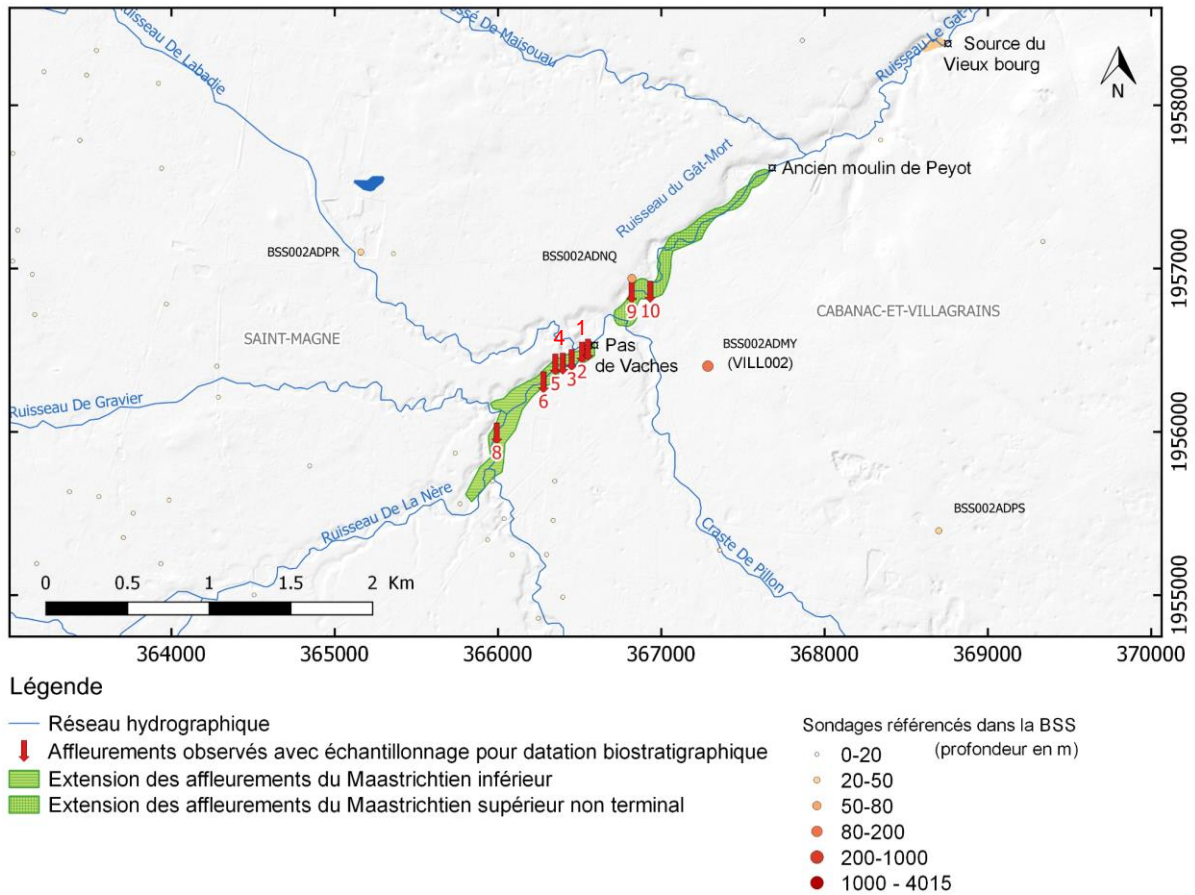 Ruisseau De Labadie
ssé De Maisouau
Ruisseau Le Gat-
Source du
Vieux bourg
N
Ruisseau du Gât-Mort
Ancien moulin de Peyot
BSS002ADPR
BSS002ADNQ
9 10
CABANAC-ET-VILLAGRAINS
SAINT-MAGNE
1
4
Pas
de Vaches
BSS002ADMY
(VILL002)
5 3 2
6
Ruisseau De Gravier
8
Ruisseau De La Nère
BSS002ADPS
Craste De Pillon
0 0.5 1 1.5 2 Km
1958000
1957000
1956000
1955000
364000 365000 366000 367000 368000 369000 370000
Légende
Réseau hydrographique
Affleurements observés avec échantillonnage pour datation biostratigraphique
Extension des affleurements du Maastrichtien inférieur
Extension des affleurements du Maastrichtien supérieur non terminal
Sondages référencés dans la BSS
(profondeur en m)
0-20
20-50
50-80
80-200
200-1000
1000 - 4015